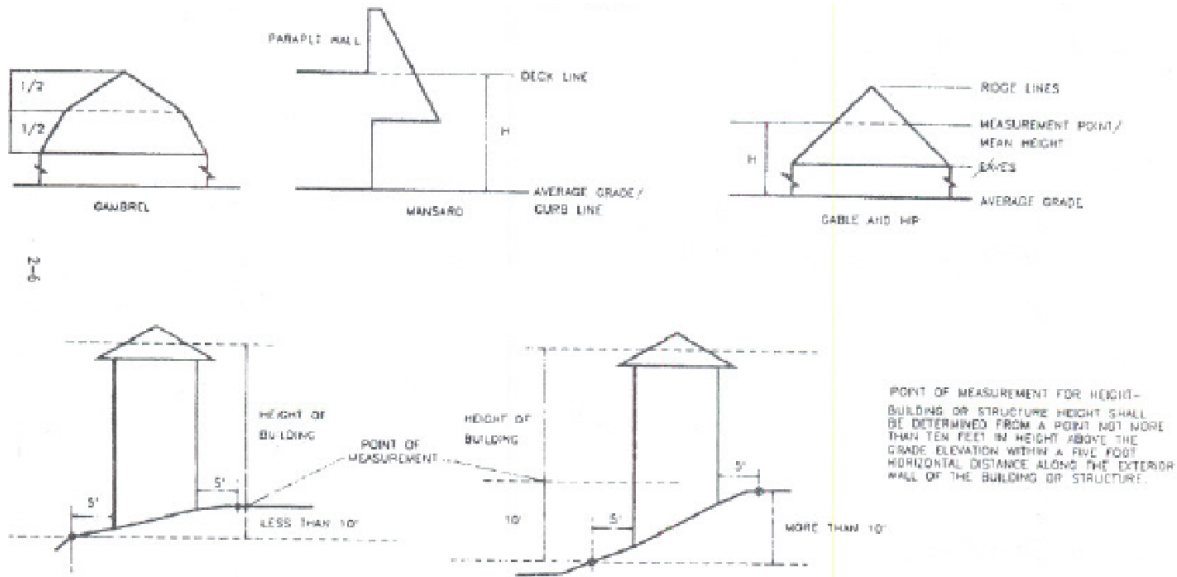 PARAPLI WALL
DECK LINE
1/2
1/2
H
GAMBREL
MANSARD
AVERAGE GRADE/
CURB LINE
RIDGE LINES
MEASUREMENT POINT/
MEAN HEIGHT
EAVES
H
AVERAGE GRADE
GABLE AND HIP
2-6
HEIGHT OF
BUILDING
POINT OF
MEASUREMENT
5'
5'
LESS THAN 10'
HEIGHT OF
BUILDING
10'
5'
5'
MORE THAN 10'
POINT OF MEASUREMENT FOR HEIGHT-
BUILDING OR STRUCTURE HEIGHT SHALL
BE DETERMINED FROM A POINT NOT MORE
THAN TEN FEET IN HEIGHT ABOVE THE
GRADE ELEVATION WITHIN A FIVE FOOT
HORIZONTAL DISTANCE ALONG THE EXTERIOR
WALL OF THE BUILDING OR STRUCTURE.